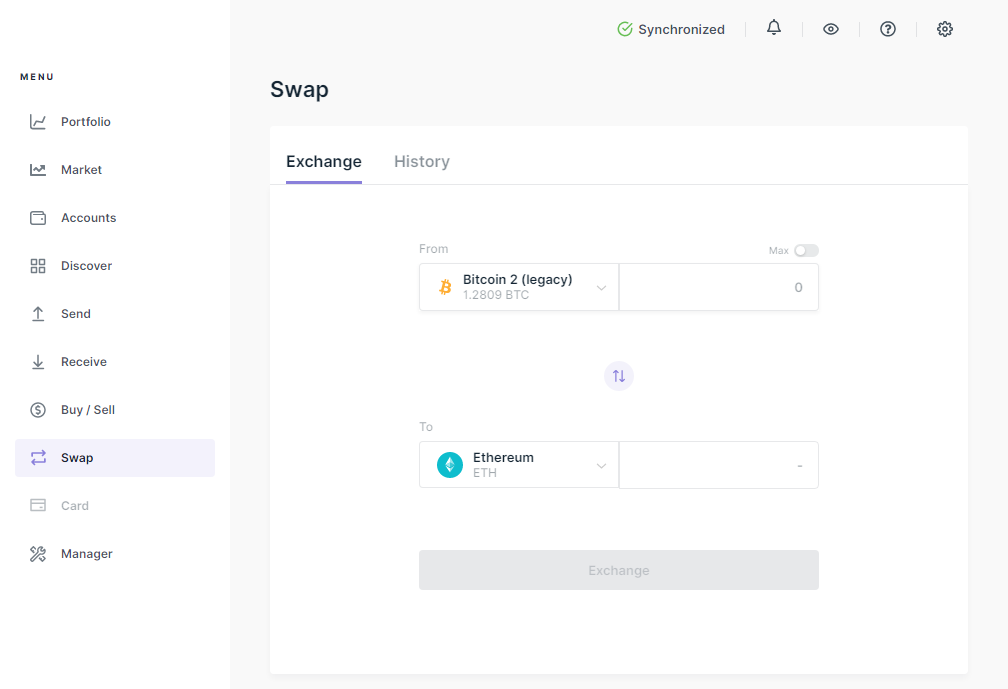 Synchronized
MENU
Portfolio
Market
Accounts
Discover
Send
Receive
Buy / Sell
Swap
Card
Manager
Swap
Exchange History
From Max
Bitcoin 2 (legacy)
1.2809 BTC
0
To
Ethereum
ETH
-
Exchange